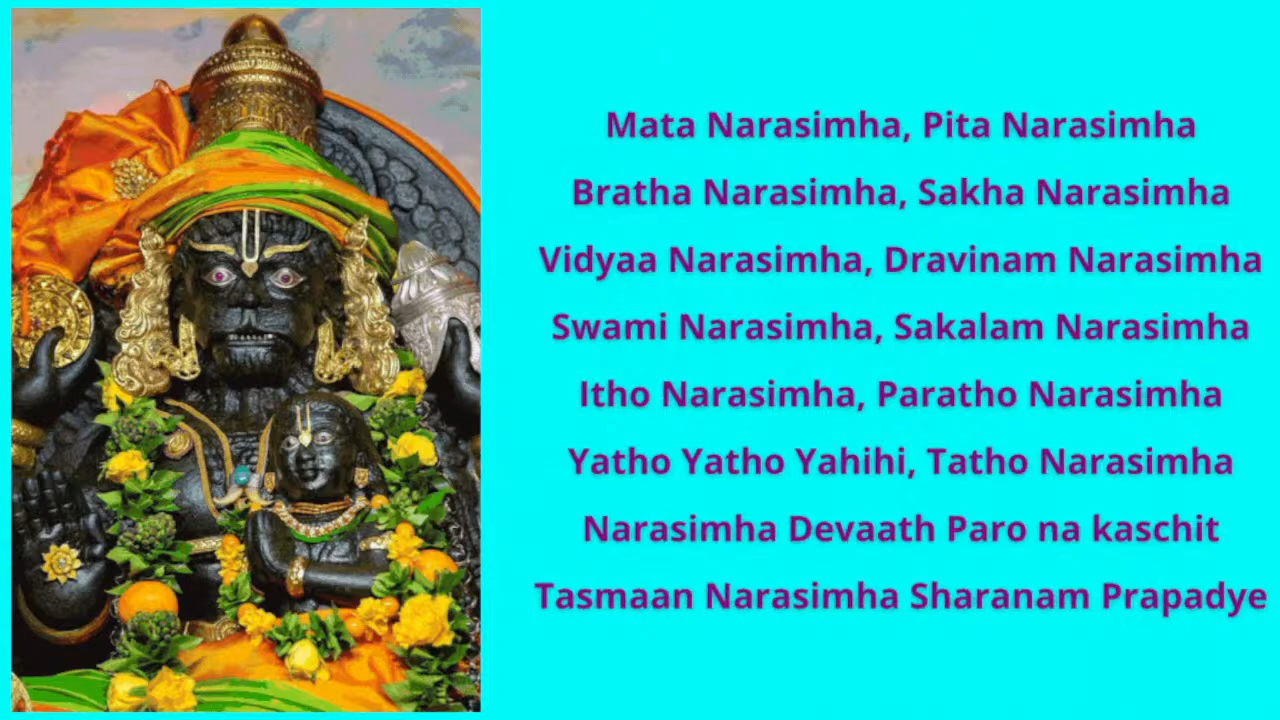 Mata Narasimha, Pita Narasimha
Bratha Narasimha, Sakha Narasimha
Vidyaa Narasimha, Dravinam Narasimha
Swami Narasimha, Sakalam Narasimha
Itho Narasimha, Paratho Narasimha
Yatho Yatho Yahihi, Tatho Narasimha
Narasimha Devaath Paro na kaschit
Tasmaan Narasimha Sharanam Prapadye